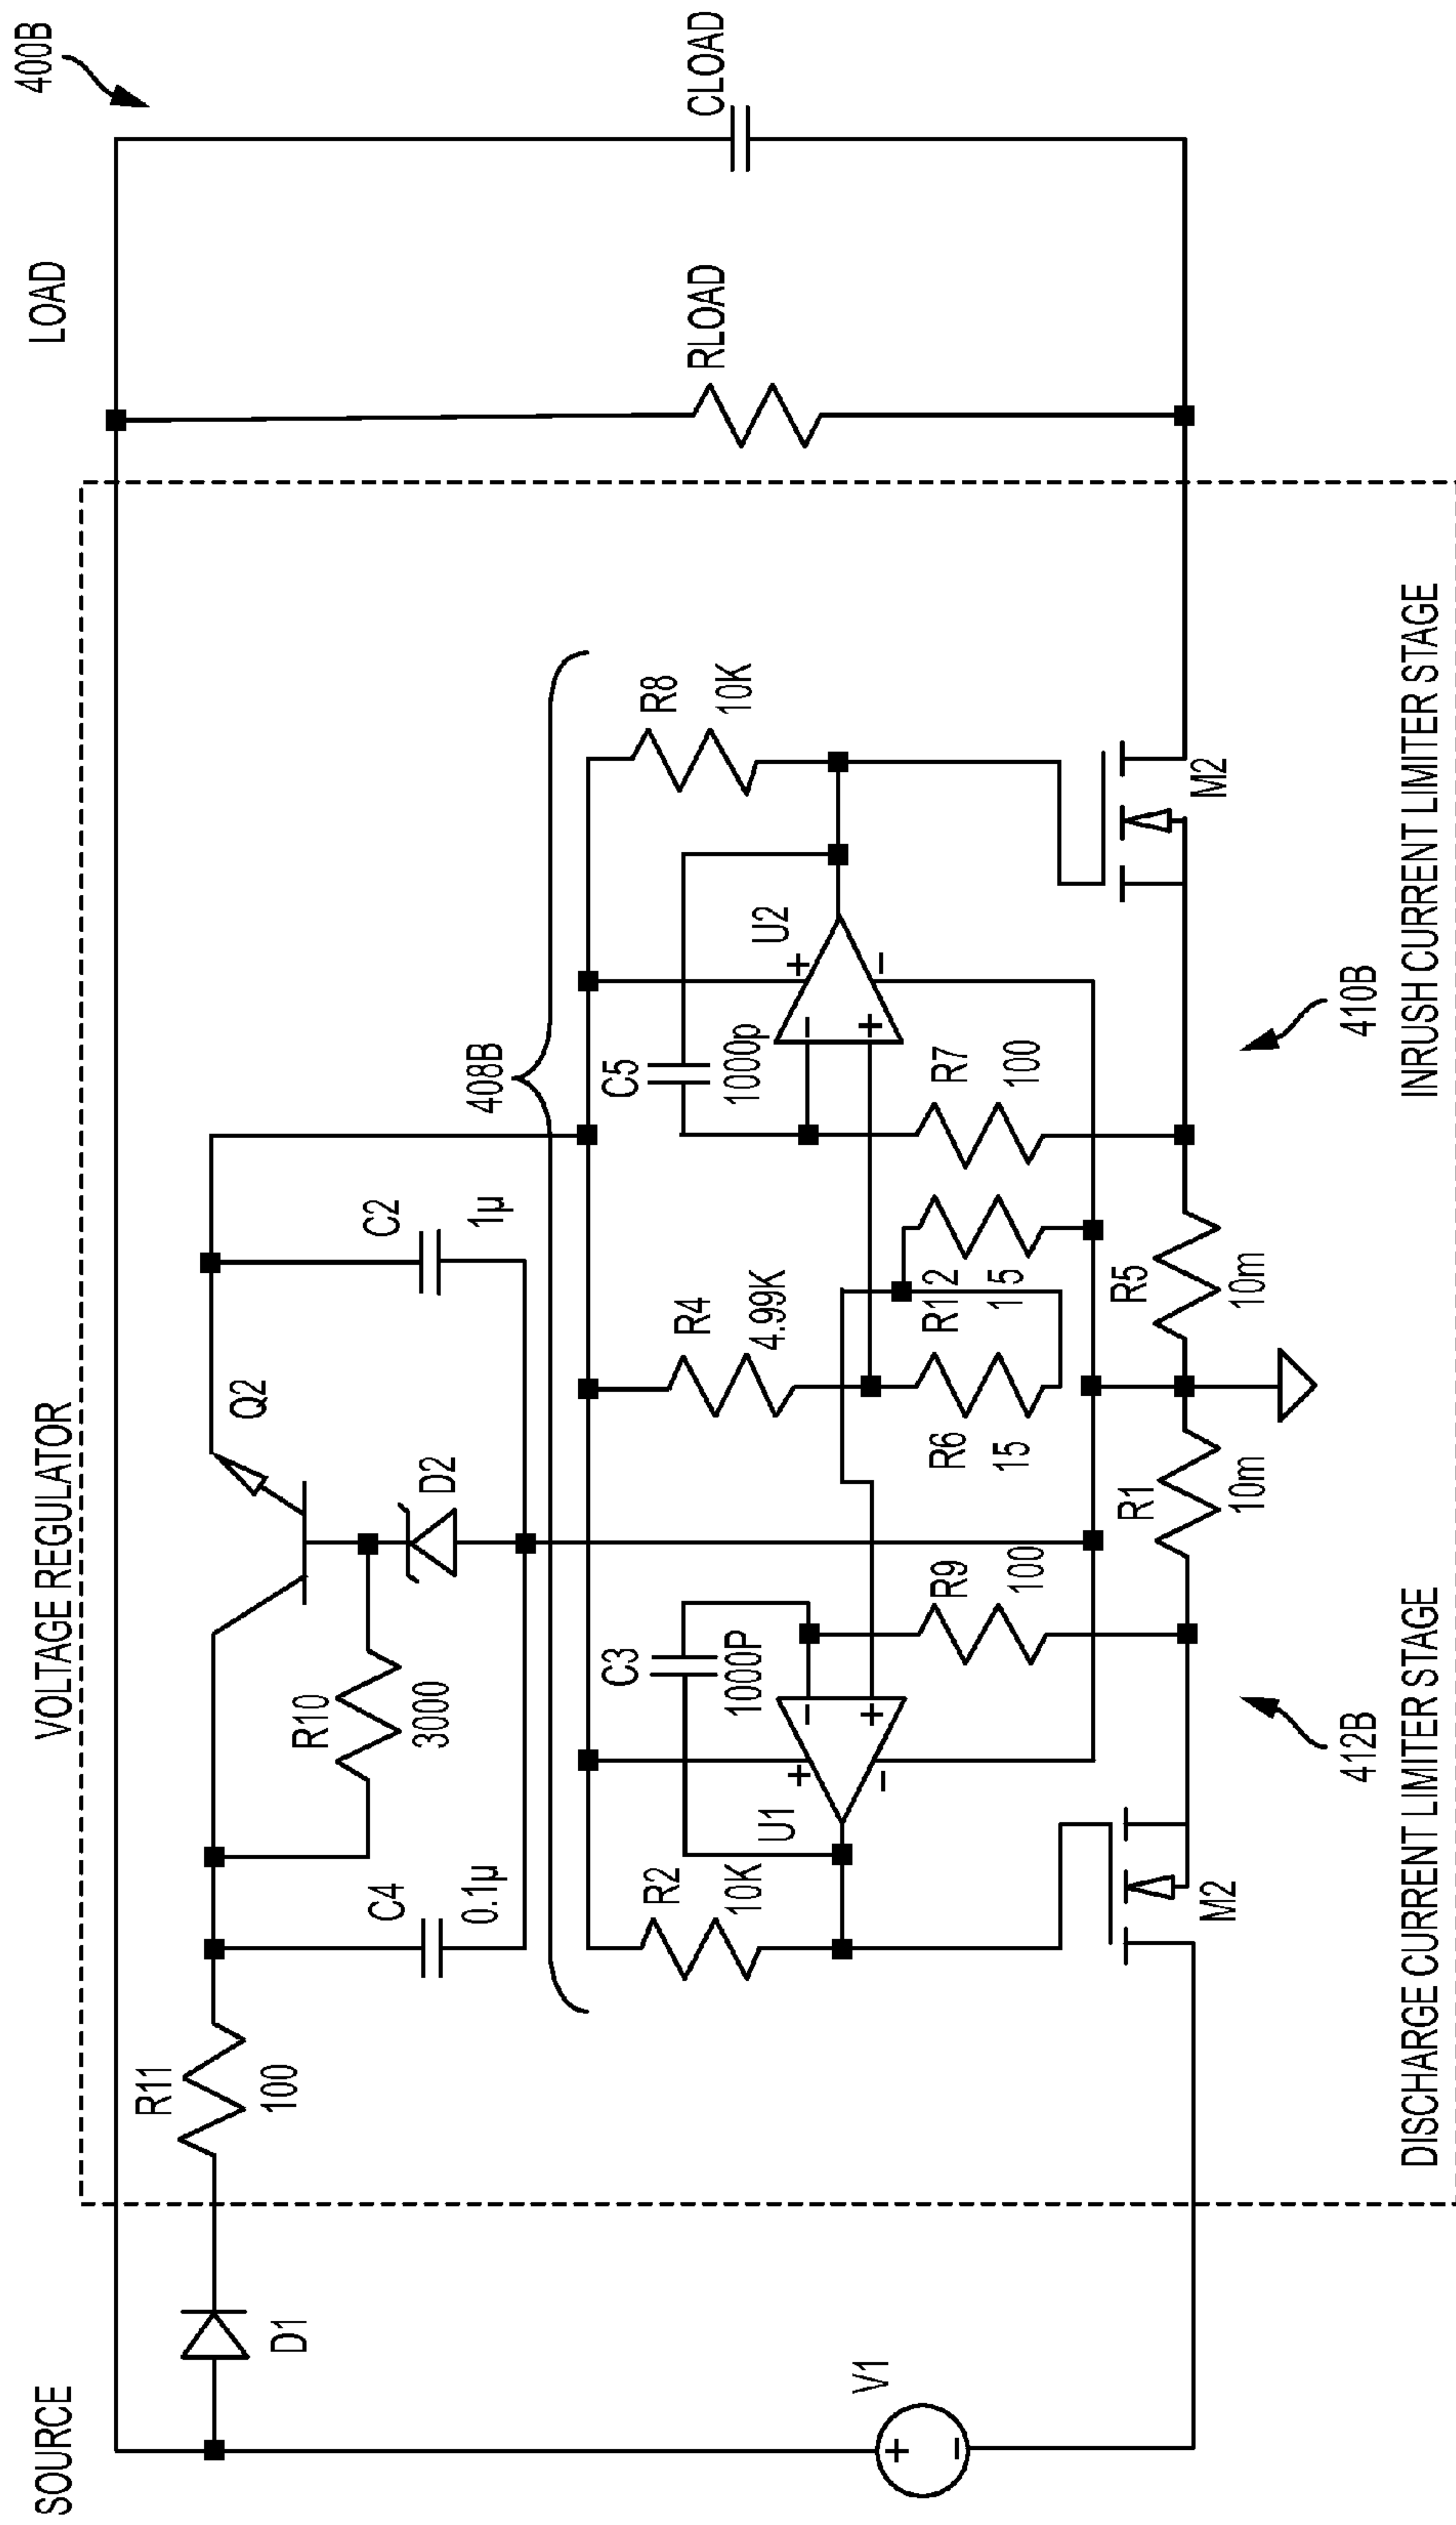 400B
SOURCE
VOLTAGE REGULATOR
LOAD
D1
R11
100
C4
0.1µ
R10
3000
Q2
D2
C2
1µ
408B
V1
R2
10K
U1
+
−
−
+
C3
1000P
R9
100
R4
4.99K
R6
15
R12
15
C5
1000p
R7
100
U2
+
−
−
+
R8
10K
RLOAD
CLOAD
+
−
M2
R1
10m
R5
10m
M2
412B
410B
DISCHARGE CURRENT LIMITER STAGE
INRUSH CURRENT LIMITER STAGE